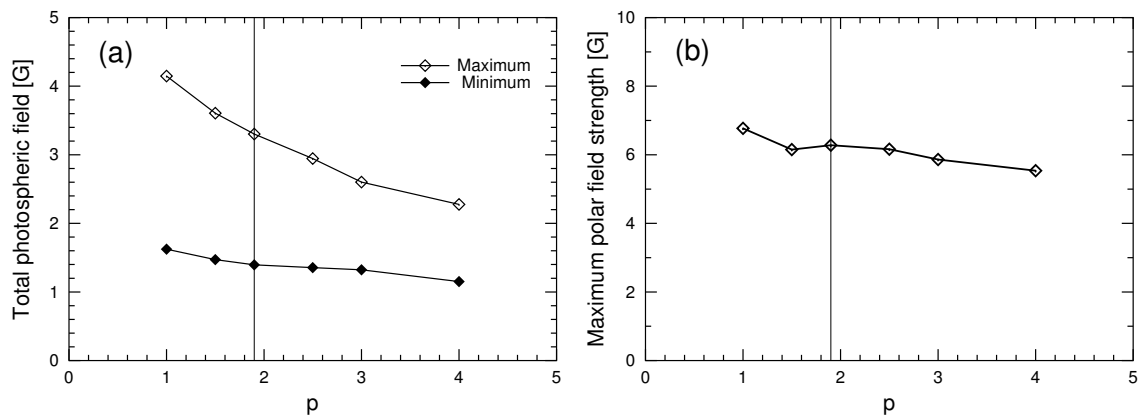 (a)
Total photospheric field [G]
5
4
3
2
1
0
Maximum
Minimum
0 1 2 3 4 5
p
(b)
Maximum polar field strength [G]
10
8
6
4
2
0
0 1 2 3 4 5
p